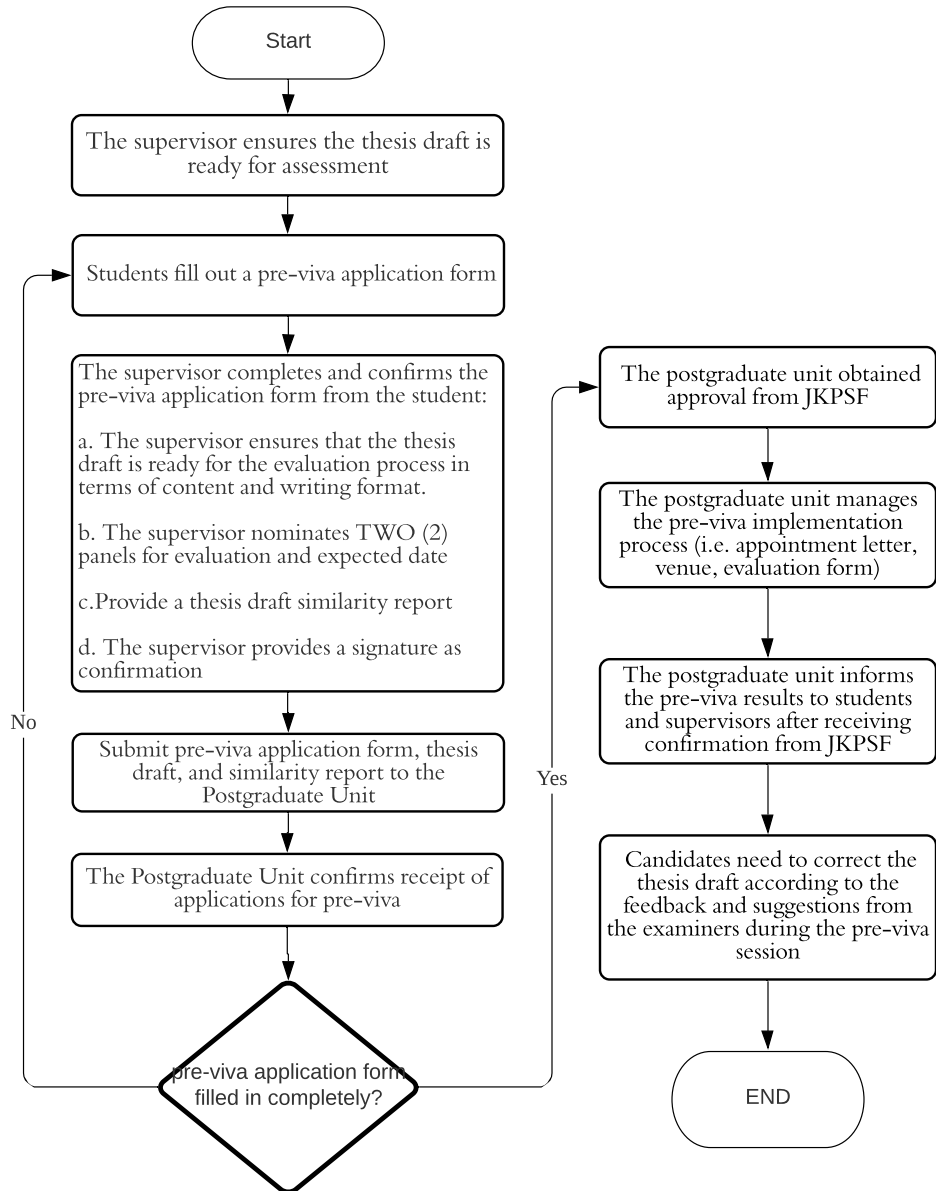 Start
The supervisor ensures the thesis draft is
ready for assessment
Students fill out a pre-viva application form
The supervisor completes and confirms the
pre-viva application form from the student:
a. The supervisor ensures that the thesis
draft is ready for the evaluation process in
terms of content and writing format.
b. The supervisor nominates TWO (2)
panels for evaluation and expected date
c.Provide a thesis draft similarity report
d. The supervisor provides a signature as
confirmation
No
Submit pre-viva application form, thesis
draft, and similarity report to the
Postgraduate Unit
The Postgraduate Unit confirms receipt of
applications for pre-viva
pre-viva application form
filled in completely?
Yes
The postgraduate unit obtained
approval from JKPSF
The postgraduate unit manages
the pre-viva implementation
process (i.e. appointment letter,
venue, evaluation form)
The postgraduate unit informs
the pre-viva results to students
and supervisors after receiving
confirmation from JKPSF
Candidates need to correct the
thesis draft according to the
feedback and suggestions from
the examiners during the pre-viva
session
END